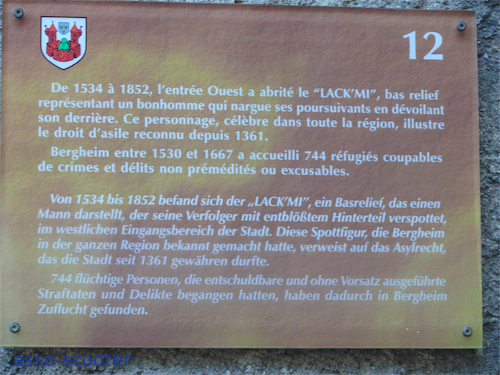 12
De 1534 à 1852, l'entrée Ouest a abrité le "LACK'MI", bas relief
représentant un bonhomme qui nargue ses poursuivants en dévoilant
son derrière. Ce personnage, célèbre dans toute la région, illustre
le droit d'asile reconnu depuis 1361.
Bergheim entre 1530 et 1667 a accueilli 744 réfugiés coupables
de crimes et délits non prémédités ou excusables.
Von 1534 bis 1852 befand sich der „LACK'MI", ein Basrelief, das einen
Mann darstellt, der seine Verfolger mit entblößtem Hinterteil verspottet,
im westlichen Eingangsbereich der Stadt. Diese Spottfigur, die Bergheim
in der ganzen Region bekannt gemacht hatte, verweist auf das Asylrecht,
das die Stadt seit 1361 gewähren durfte.
744 flüchtige Personen, die entschuldbare und ohne Vorsatz ausgeführte
Straftaten und Delikte begangen hatten, haben dadurch in Bergheim
Zuflucht gefunden.
asso-scooter